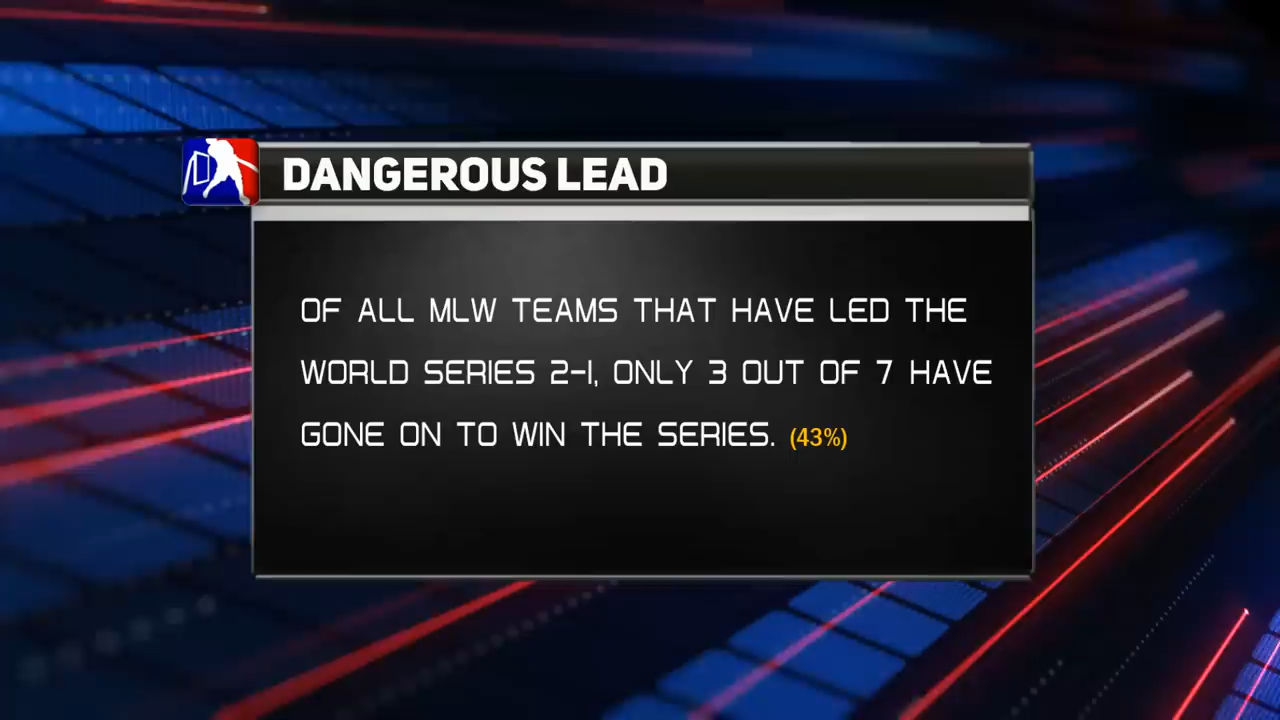 DANGEROUS LEAD
OF ALL MLW TEAMS THAT HAVE LED THE
WORLD SERIES 2-1, ONLY 3 OUT OF 7 HAVE
GONE ON TO WIN THE SERIES. (43%)